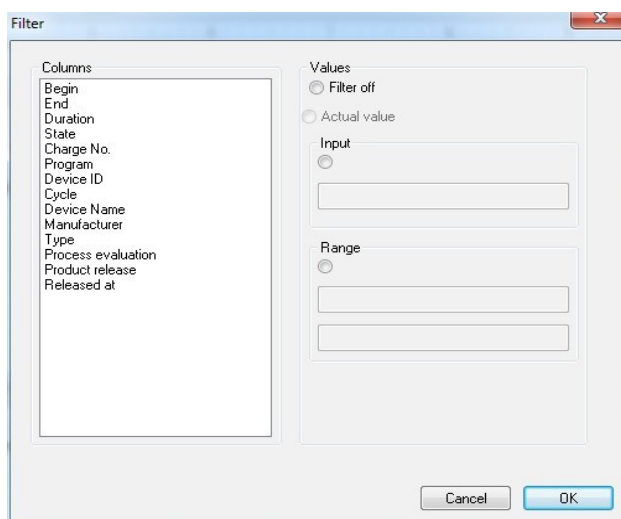 Filter
Columns
Begin
End
Duration
State
Charge No.
Program
Device ID
Cycle
Device Name
Manufacturer
Type
Process evaluation
Product release
Released at
Values
Filter off
Actual value
Input
Range
Cancel
OK